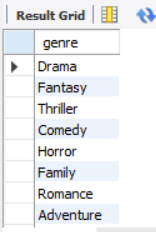 Result Grid
genre
Drama
Fantasy
Thriller
Comedy
Horror
Family
Romance
Adventure